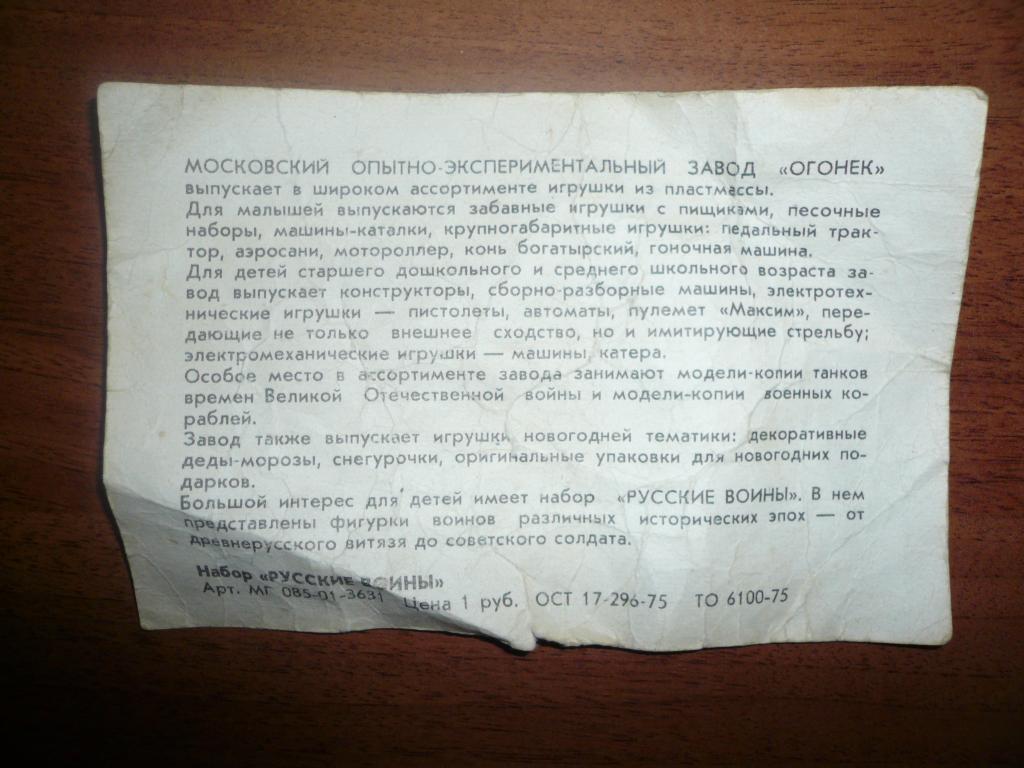 МОСКОВСКИЙ ОПЫТНО-ЭКСПЕРИМЕНТАЛЬНЫЙ ЗАВОД «ОГОНЕК»
выпускает в широком ассортименте игрушки из пластмассы.
Для малышей выпускаются забавные игрушки с пищиками, песочные
наборы, машины-каталки, крупногабаритные игрушки: педальный трак-
тор, аэросани, мотороллер, конь богатырский, гоночная машина.
Для детей старшего дошкольного и среднего школьного возраста за-
вод выпускает конструкторы, сборно-разборные машины, электротех-
нические игрушки — пистолеты, автоматы, пулемет «Максим», пере-
дающие не только внешнее сходство, но и имитирующие стрельбу;
электромеханические игрушки — машины, катера.
Особое место в ассортименте завода занимают модели-копии танков
времен Великой Отечественной войны и модели-копии военных ко-
раблей.
Завод также выпускает игрушки новогодней тематики: декоративные
деды-морозы, снегурочки, оригинальные упаковки для новогодних по-
дарков.
Большой интерес для детей имеет набор «РУССКИЕ ВОИНЫ». В нем
представлены фигурки воинов различных исторических эпох — от
древнерусского витязя до советского солдата.
Набор «РУССКИЕ ВОИНЫ»
Арт. МГ 085-01-3631 Цена 1 руб. ОСТ 17-296-75 ТО 6100-75